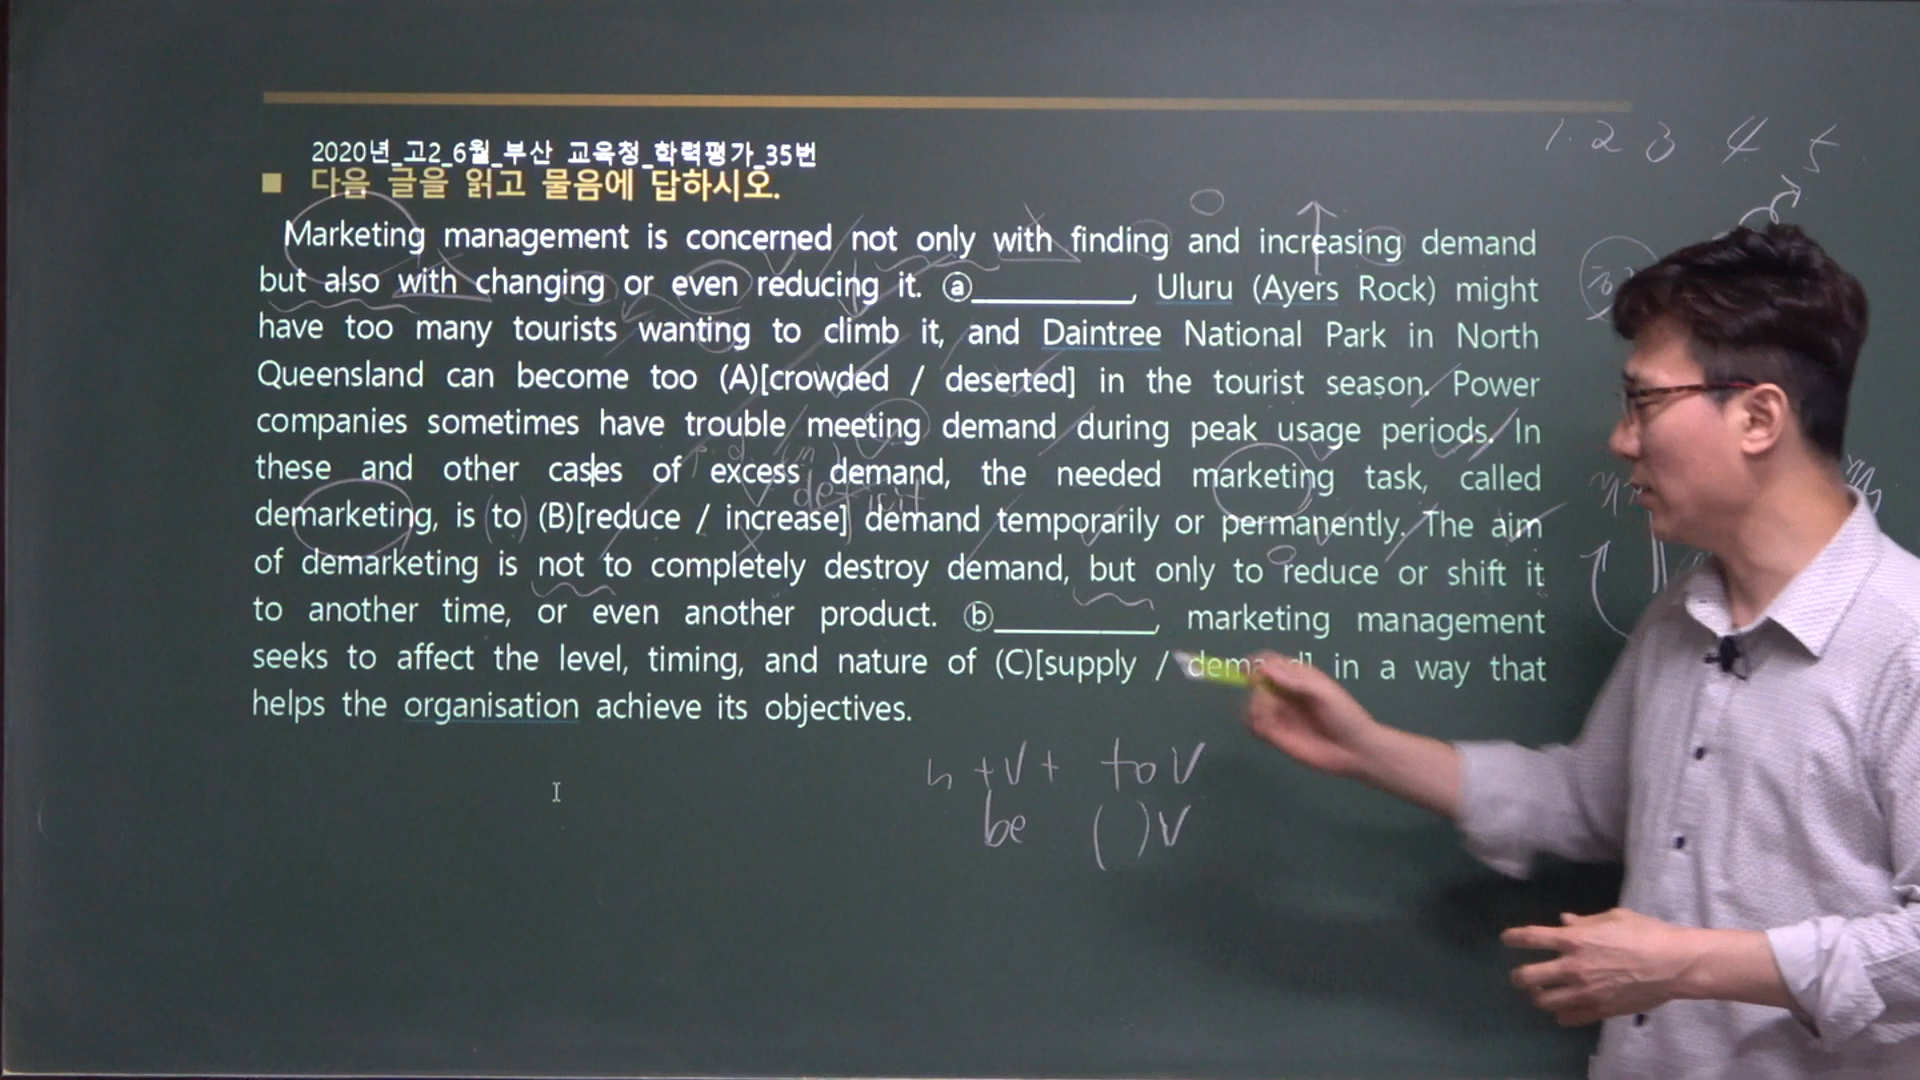 2020년_고2_6월_부산 교육청_학력평가_35번
■ 다음 글을 읽고 물음에 답하시오.
1. 2 3 4 5
Marketing management is concerned not only with finding and increasing demand
but also with changing or even reducing it. ⓐ__________, Uluru (Ayers Rock) might
have too many tourists wanting to climb it, and Daintree National Park in North
Queensland can become too (A)[crowded / deserted] in the tourist season. Power
companies sometimes have trouble meeting demand during peak usage periods. In
these and other cases of excess demand, the needed marketing task, called
deficit
demarketing, is to (B)[reduce / increase] demand temporarily or permanently. The aim
of demarketing is not to completely destroy demand, but only to reduce or shift it
to another time, or even another product. ⓑ__________, marketing management
seeks to affect the level, timing, and nature of (C)[supply / demand] in a way that
helps the organisation achieve its objectives.
n + V + to V
be ( ) V